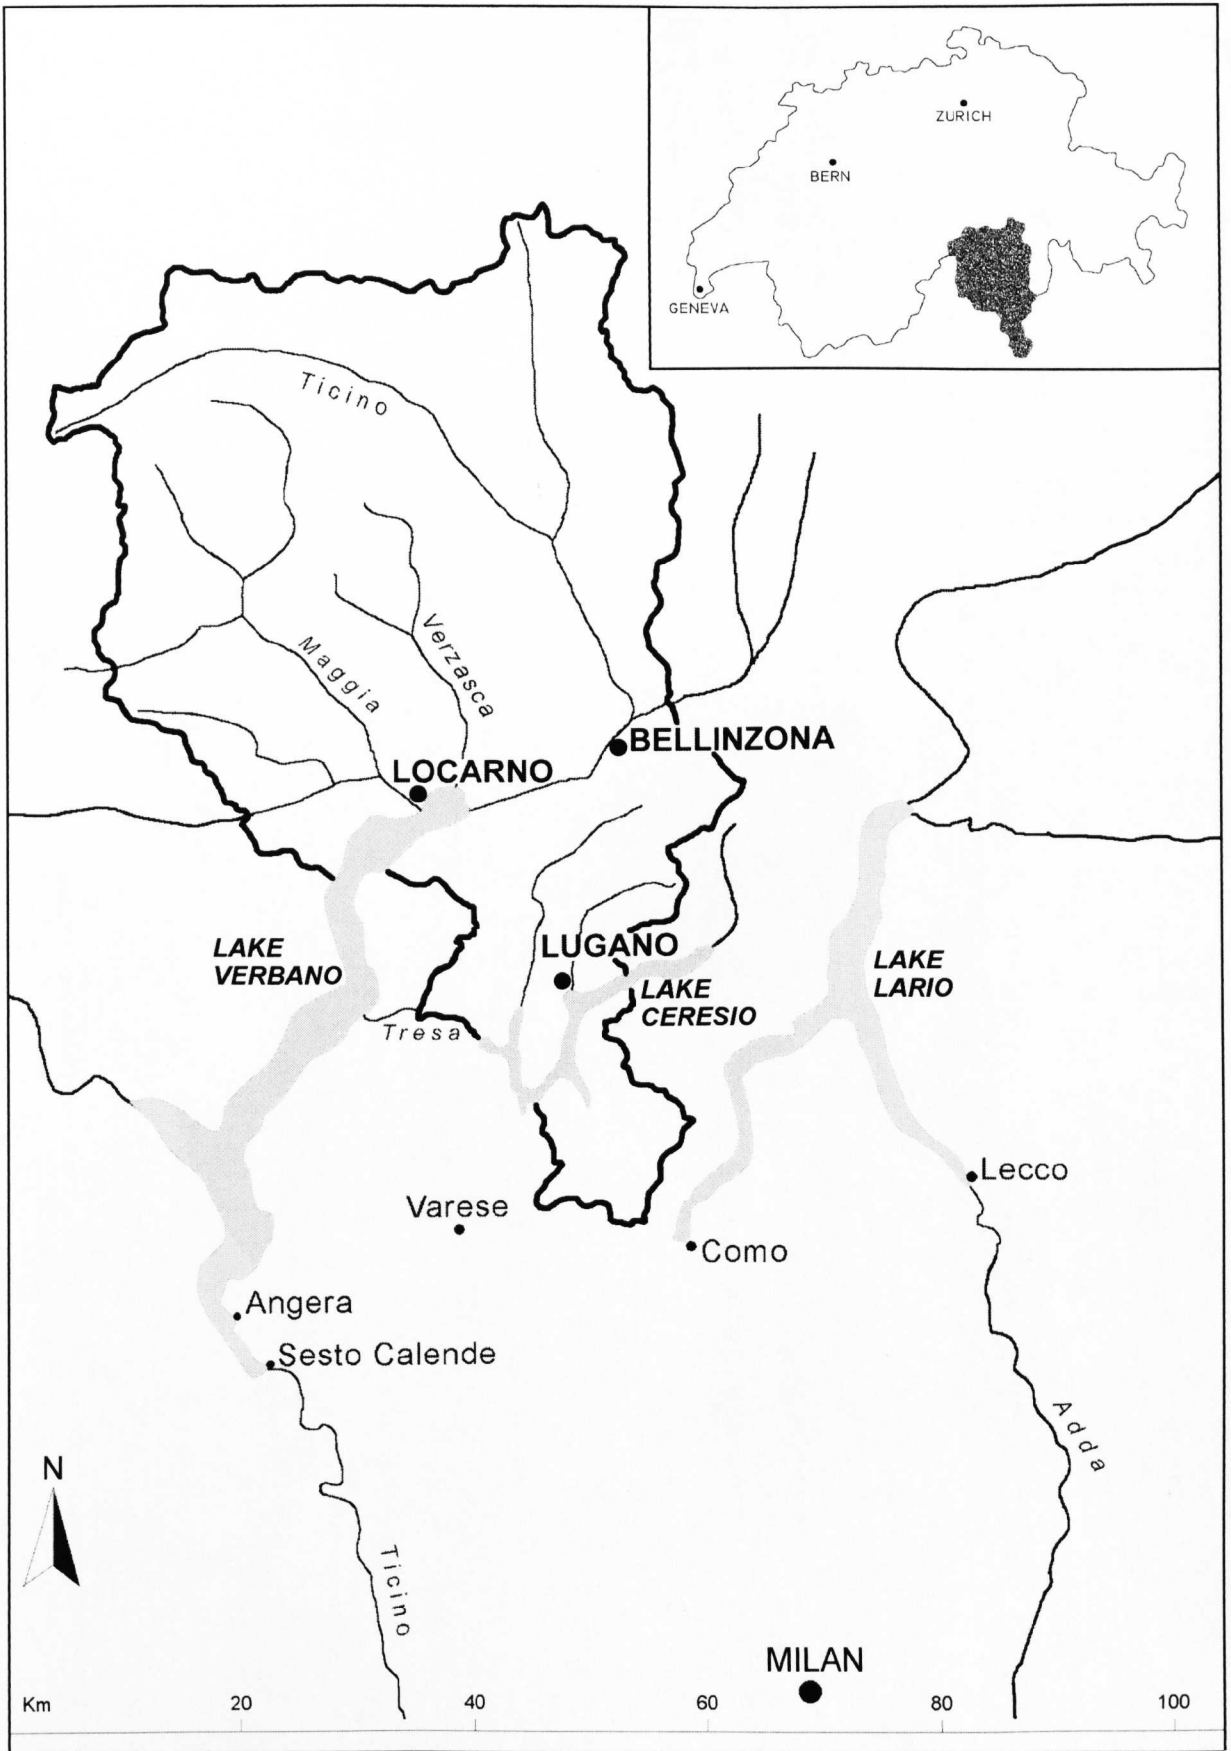 ZURICH
BERN
GENEVA
Ticino
Verzasca
Maggia
BELLINZONA
LOCARNO
LUGANO
LAKE
VERBANO
LAKE
CERESIO
LAKE
LARIO
Tresa
Lecco
Varese
Como
Angera
Sesto Calende
Adda
N
Ticino
MILAN
Km 20 40 60 80 100